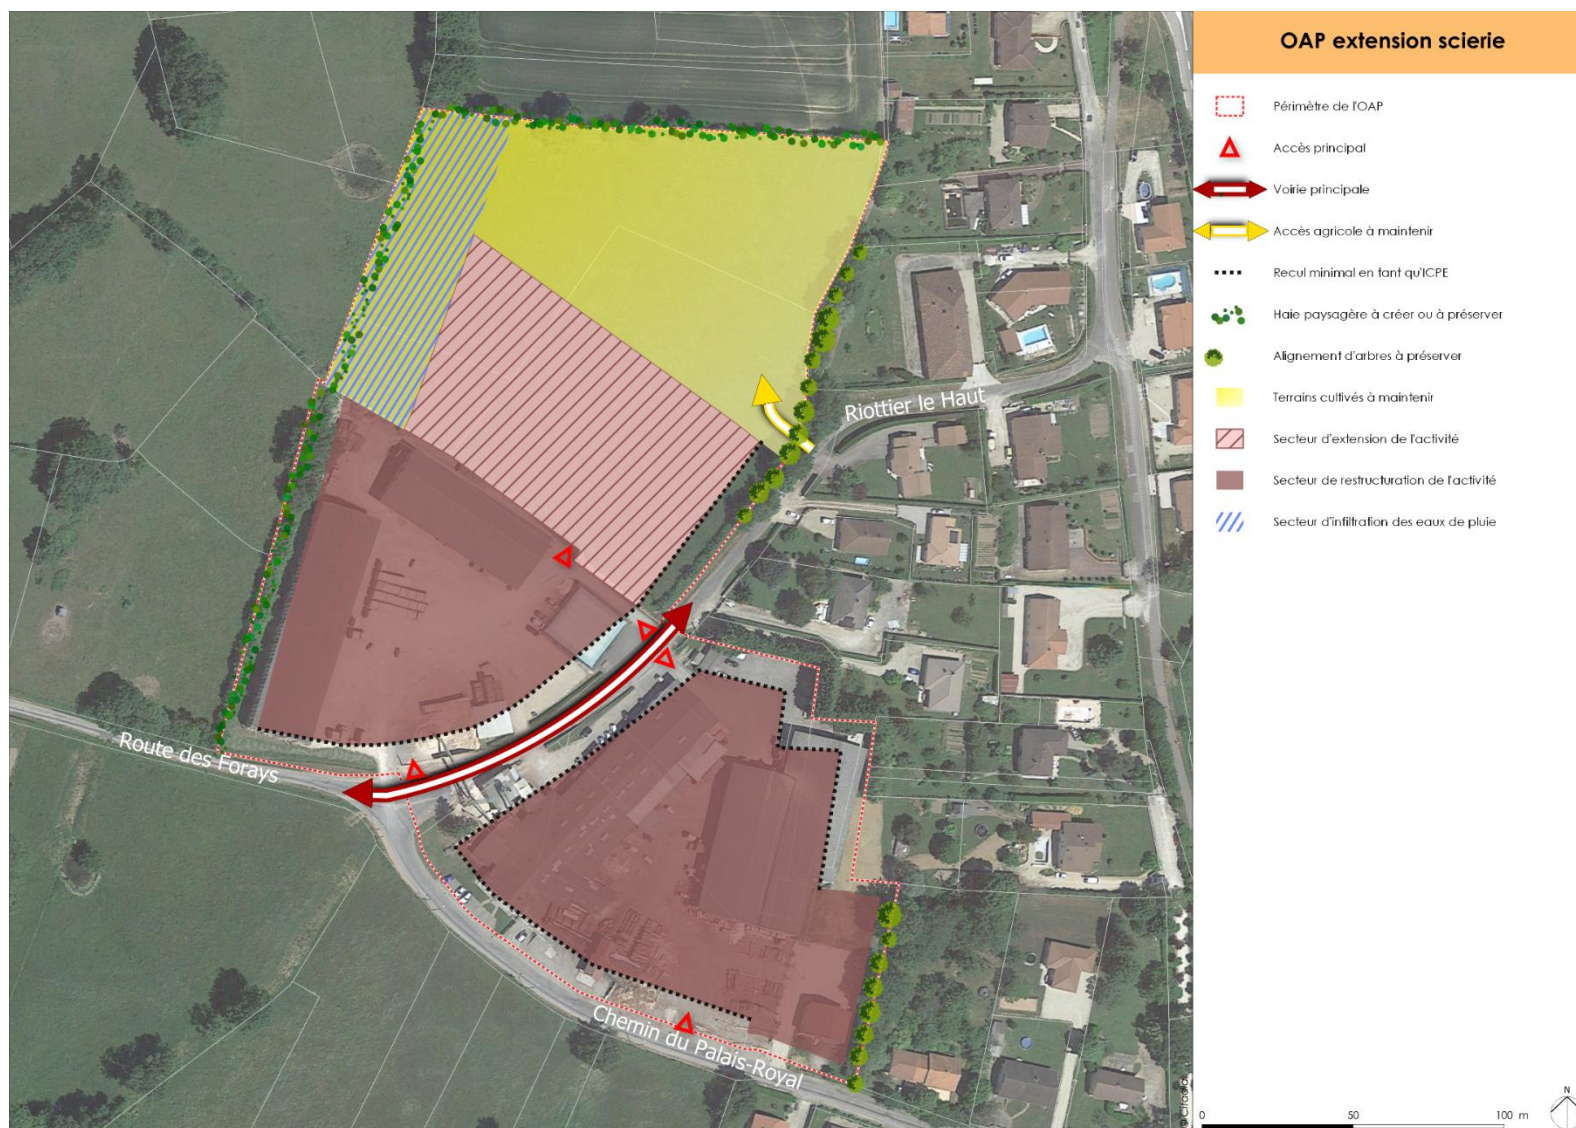 OAP extension scierie
Périmètre de l'OAP
Accès principal
Voirie principale
Accès agricole à maintenir
Recul minimal en tant qu'ICPE
Haie paysagère à créer ou à préserver
Alignement d'arbres à préserver
Terrains cultivés à maintenir
Secteur d'extension de l'activité
Secteur de restructuration de l'activité
Secteur d'infiltration des eaux de pluie
Riottier le Haut
Route des Forays
Chemin du Palais-Royal
N
0 50 100 m